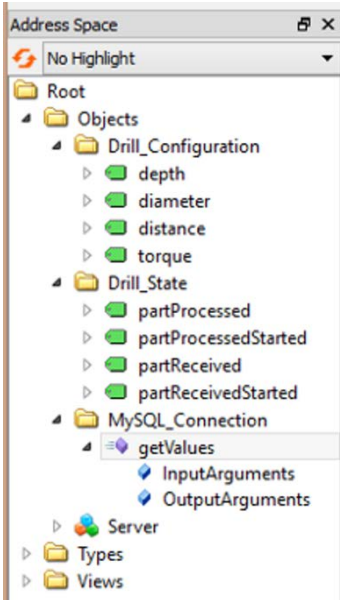 Address Space
No Highlight
Root
Objects
Drill_Configuration
depth
diameter
distance
torque
Drill_State
partProcessed
partProcessedStarted
partReceived
partReceivedStarted
MySQL_Connection
getValues
InputArguments
OutputArguments
Server
Types
Views